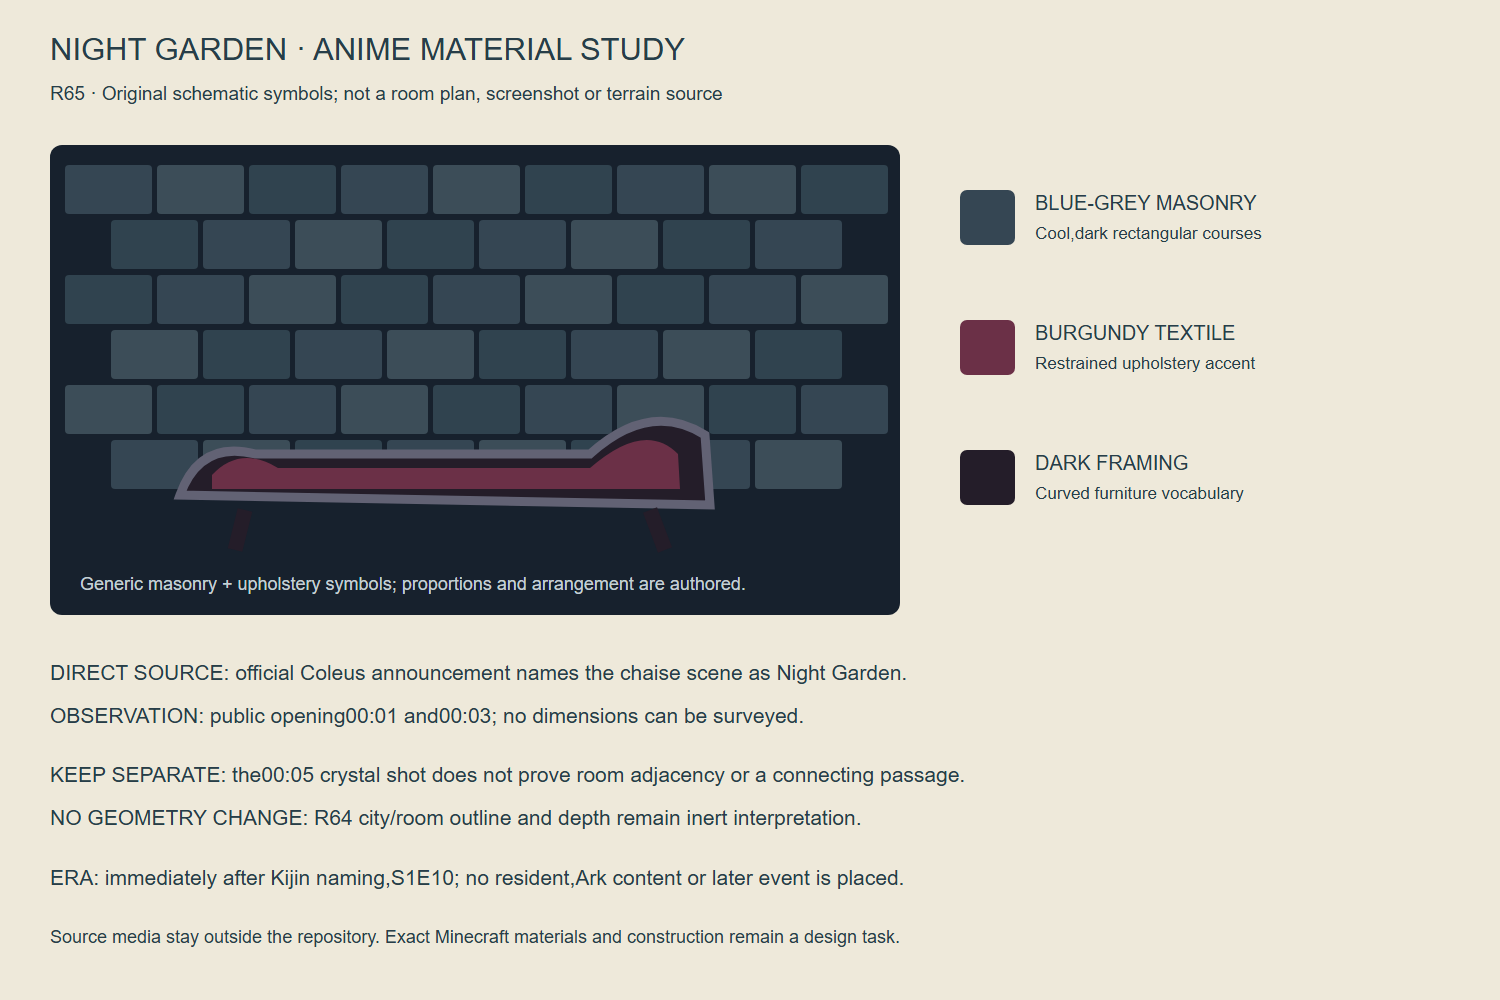 NIGHT GARDEN · ANIME MATERIAL STUDY
R65 · Original schematic symbols; not a room plan, screenshot or terrain source
BLUE-GREY MASONRY
Cool,dark rectangular courses
BURGUNDY TEXTILE
Restrained upholstery accent
DARK FRAMING
Curved furniture vocabulary
Generic masonry + upholstery symbols; proportions and arrangement are authored.
DIRECT SOURCE: official Coleus announcement names the chaise scene as Night Garden.
OBSERVATION: public opening00:01 and00:03; no dimensions can be surveyed.
KEEP SEPARATE: the00:05 crystal shot does not prove room adjacency or a connecting passage.
NO GEOMETRY CHANGE: R64 city/room outline and depth remain inert interpretation.
ERA: immediately after Kijin naming,S1E10; no resident,Ark content or later event is placed.
Source media stay outside the repository. Exact Minecraft materials and construction remain a design task.